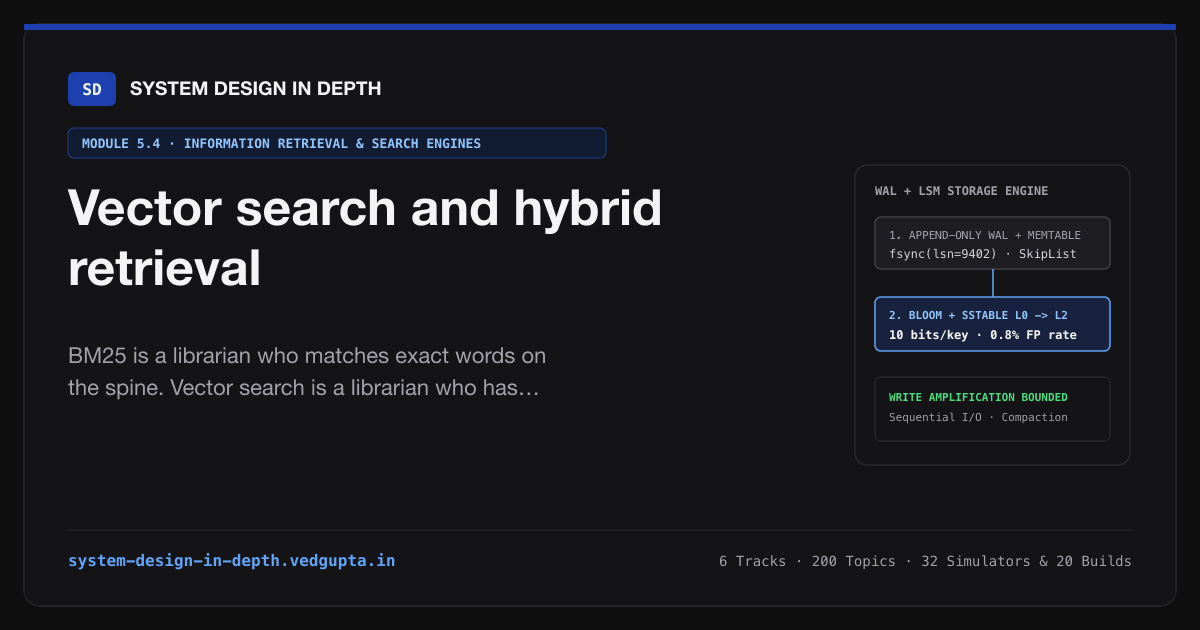 SD
SYSTEM DESIGN IN DEPTH
MODULE 5.4 · INFORMATION RETRIEVAL & SEARCH ENGINES
Vector search and hybrid
retrieval
BM25 is a librarian who matches exact words on
the spine. Vector search is a librarian who has…
WAL + LSM STORAGE ENGINE
1. APPEND-ONLY WAL + MEMTABLE
fsync(lsn=9402) · SkipList
2. BLOOM + SSTABLE L0 -> L2
10 bits/key · 0.8% FP rate
WRITE AMPLIFICATION BOUNDED
Sequential I/O · Compaction
system-design-in-depth.vedgupta.in
6 Tracks · 200 Topics · 32 Simulators & 20 Builds